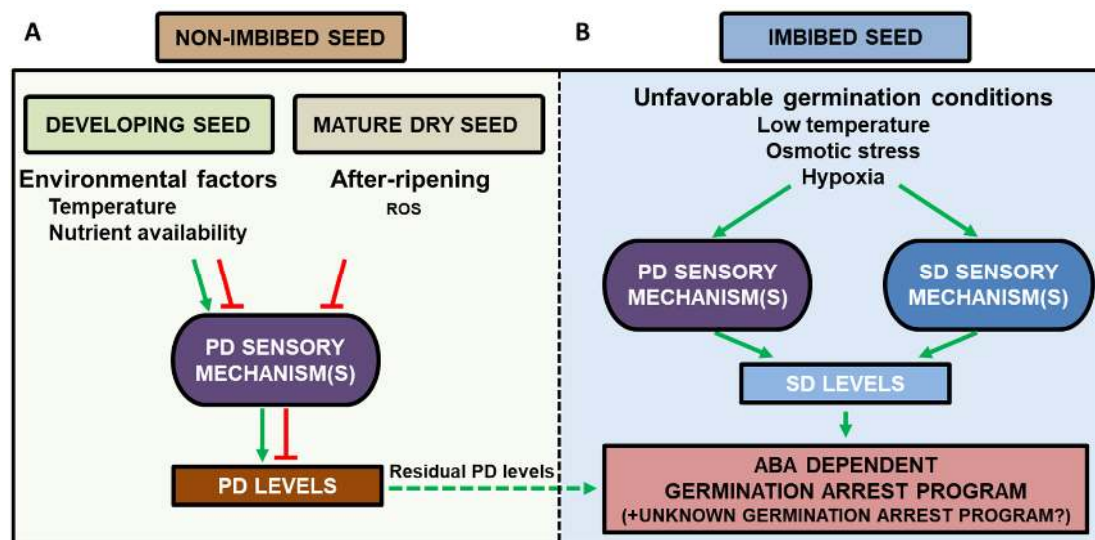 A
NON-IMBIBED SEED
DEVELOPING SEED
MATURE DRY SEED
Environmental factors
Temperature
Nutrient availability
After-ripening
ROS
PD SENSORY
MECHANISM(S)
PD LEVELS
Residual PD levels
B
IMBIBED SEED
Unfavorable germination conditions
Low temperature
Osmotic stress
Hypoxia
PD SENSORY
MECHANISM(S)
SD SENSORY
MECHANISM(S)
SD LEVELS
ABA DEPENDENT
GERMINATION ARREST PROGRAM
(+UNKNOWN GERMINATION ARREST PROGRAM?)